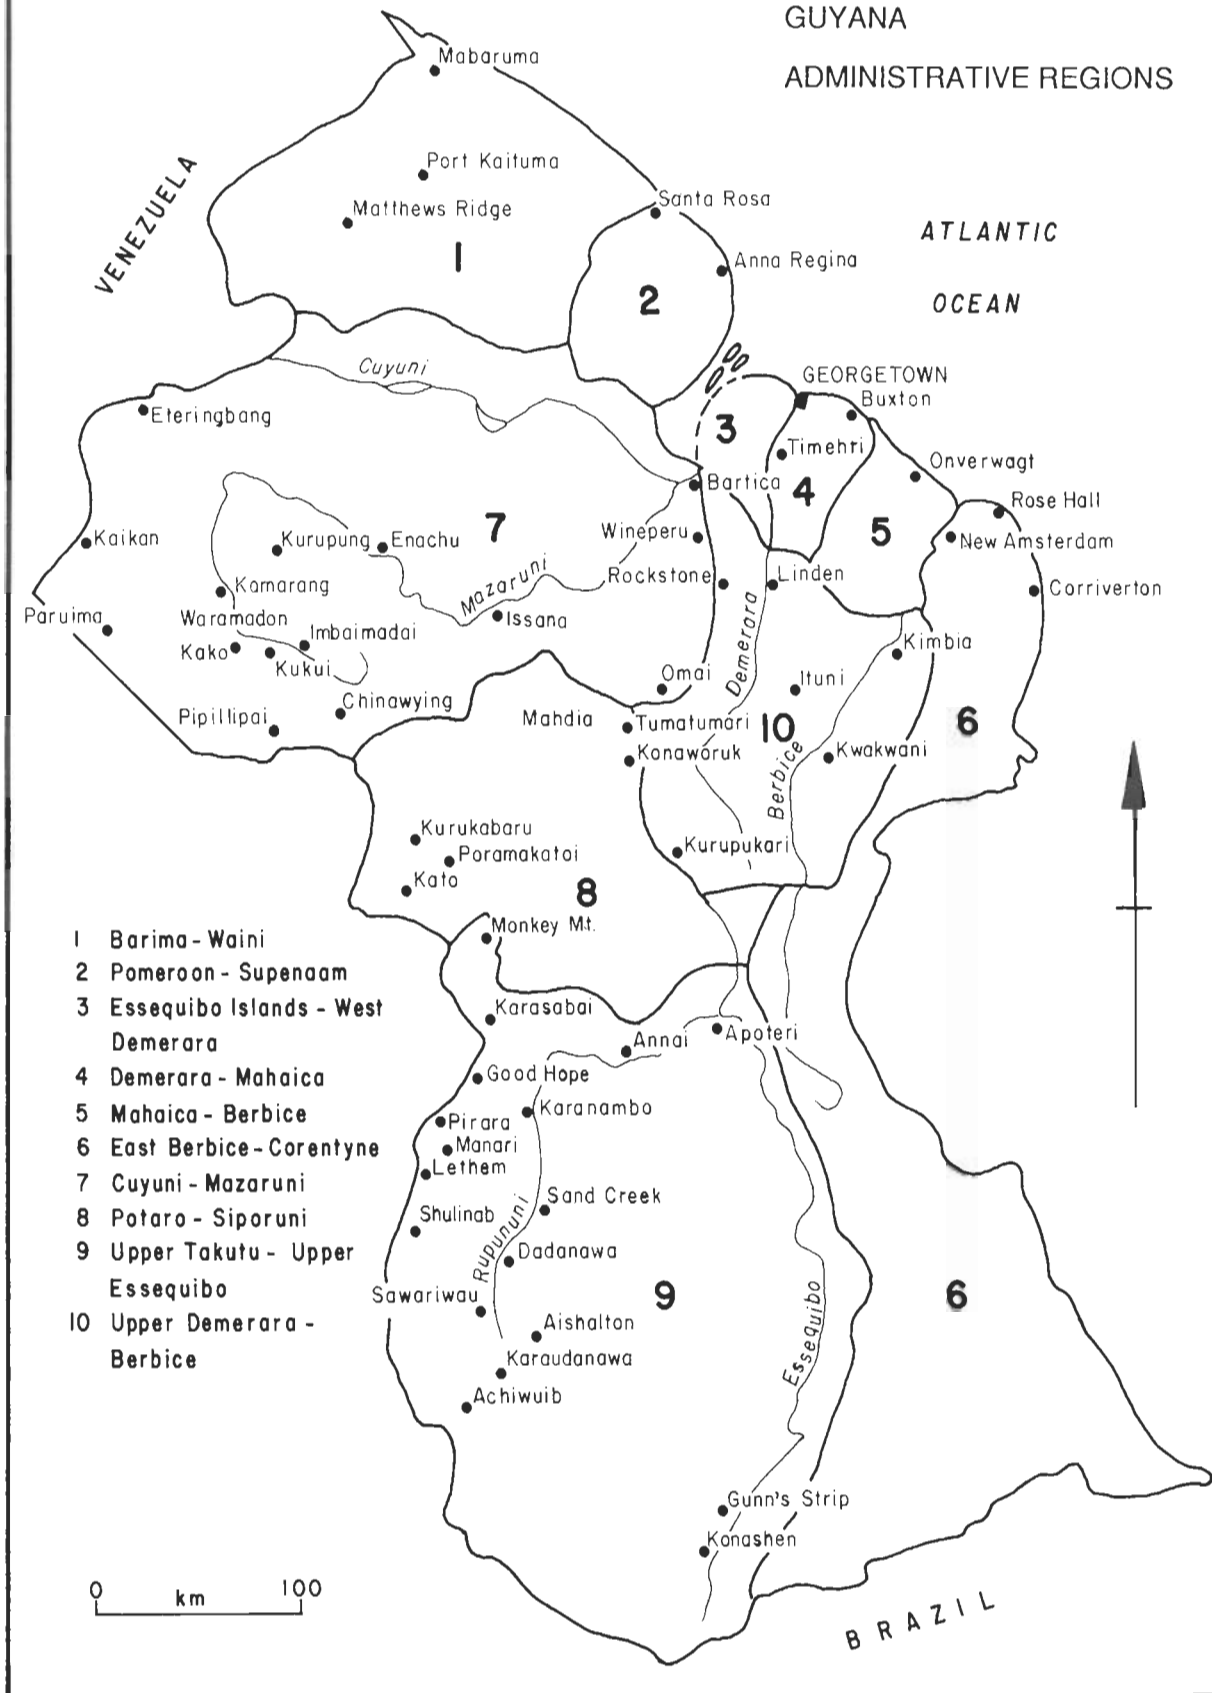 GUYANA
ADMINISTRATIVE REGIONS
Mabaruma
Port Kaituma
VENEZUELA
Matthews Ridge
Santa Rosa
1
ATLANTIC
Anna Regina
2
OCEAN
Cuyuni
GEORGETOWN
Buxton
Eteringbang
3
Timehri
Onverwagt
Bartica
4
Rose Hall
7
Wineperu
5
Kaikan
Kurupung
Enachu
New Amsterdam
Kamarang
Mazaruni
Rockstone
Linden
Corriverton
Paruima
Waramadon
Issana
Imbaimadai
Demerara
Kimbia
Kako
Kukui
Omai
Ituni
Chinawying
Pipillipai
Mahdia
Tumatumari
10
6
Konawaruk
Berbice
Kwakwani
Kurukabaru
Kurupukari
Poramakatoi
Kato
8
Monkey Mt.
1 Barima - Waini
2 Pomeroon - Supenaam
3 Essequibo Islands - West
Demerara
4 Demerara - Mahaica
5 Mahaica - Berbice
6 East Berbice - Corentyne
7 Cuyuni - Mazaruni
8 Potaro - Siporuni
9 Upper Takutu - Upper
Essequibo
10 Upper Demerara -
Berbice
Karasabai
Annai
Apoteri
Good Hope
Karanambo
Pirara
Manari
Lethem
Sand Creek
Shulinab
Rupununi
Dadanawa
Sawariwau
9
Essequibo
6
Aishalton
Karaudanawa
Achiwuib
Gunn's Strip
Konashen
0 km 100
BRAZIL